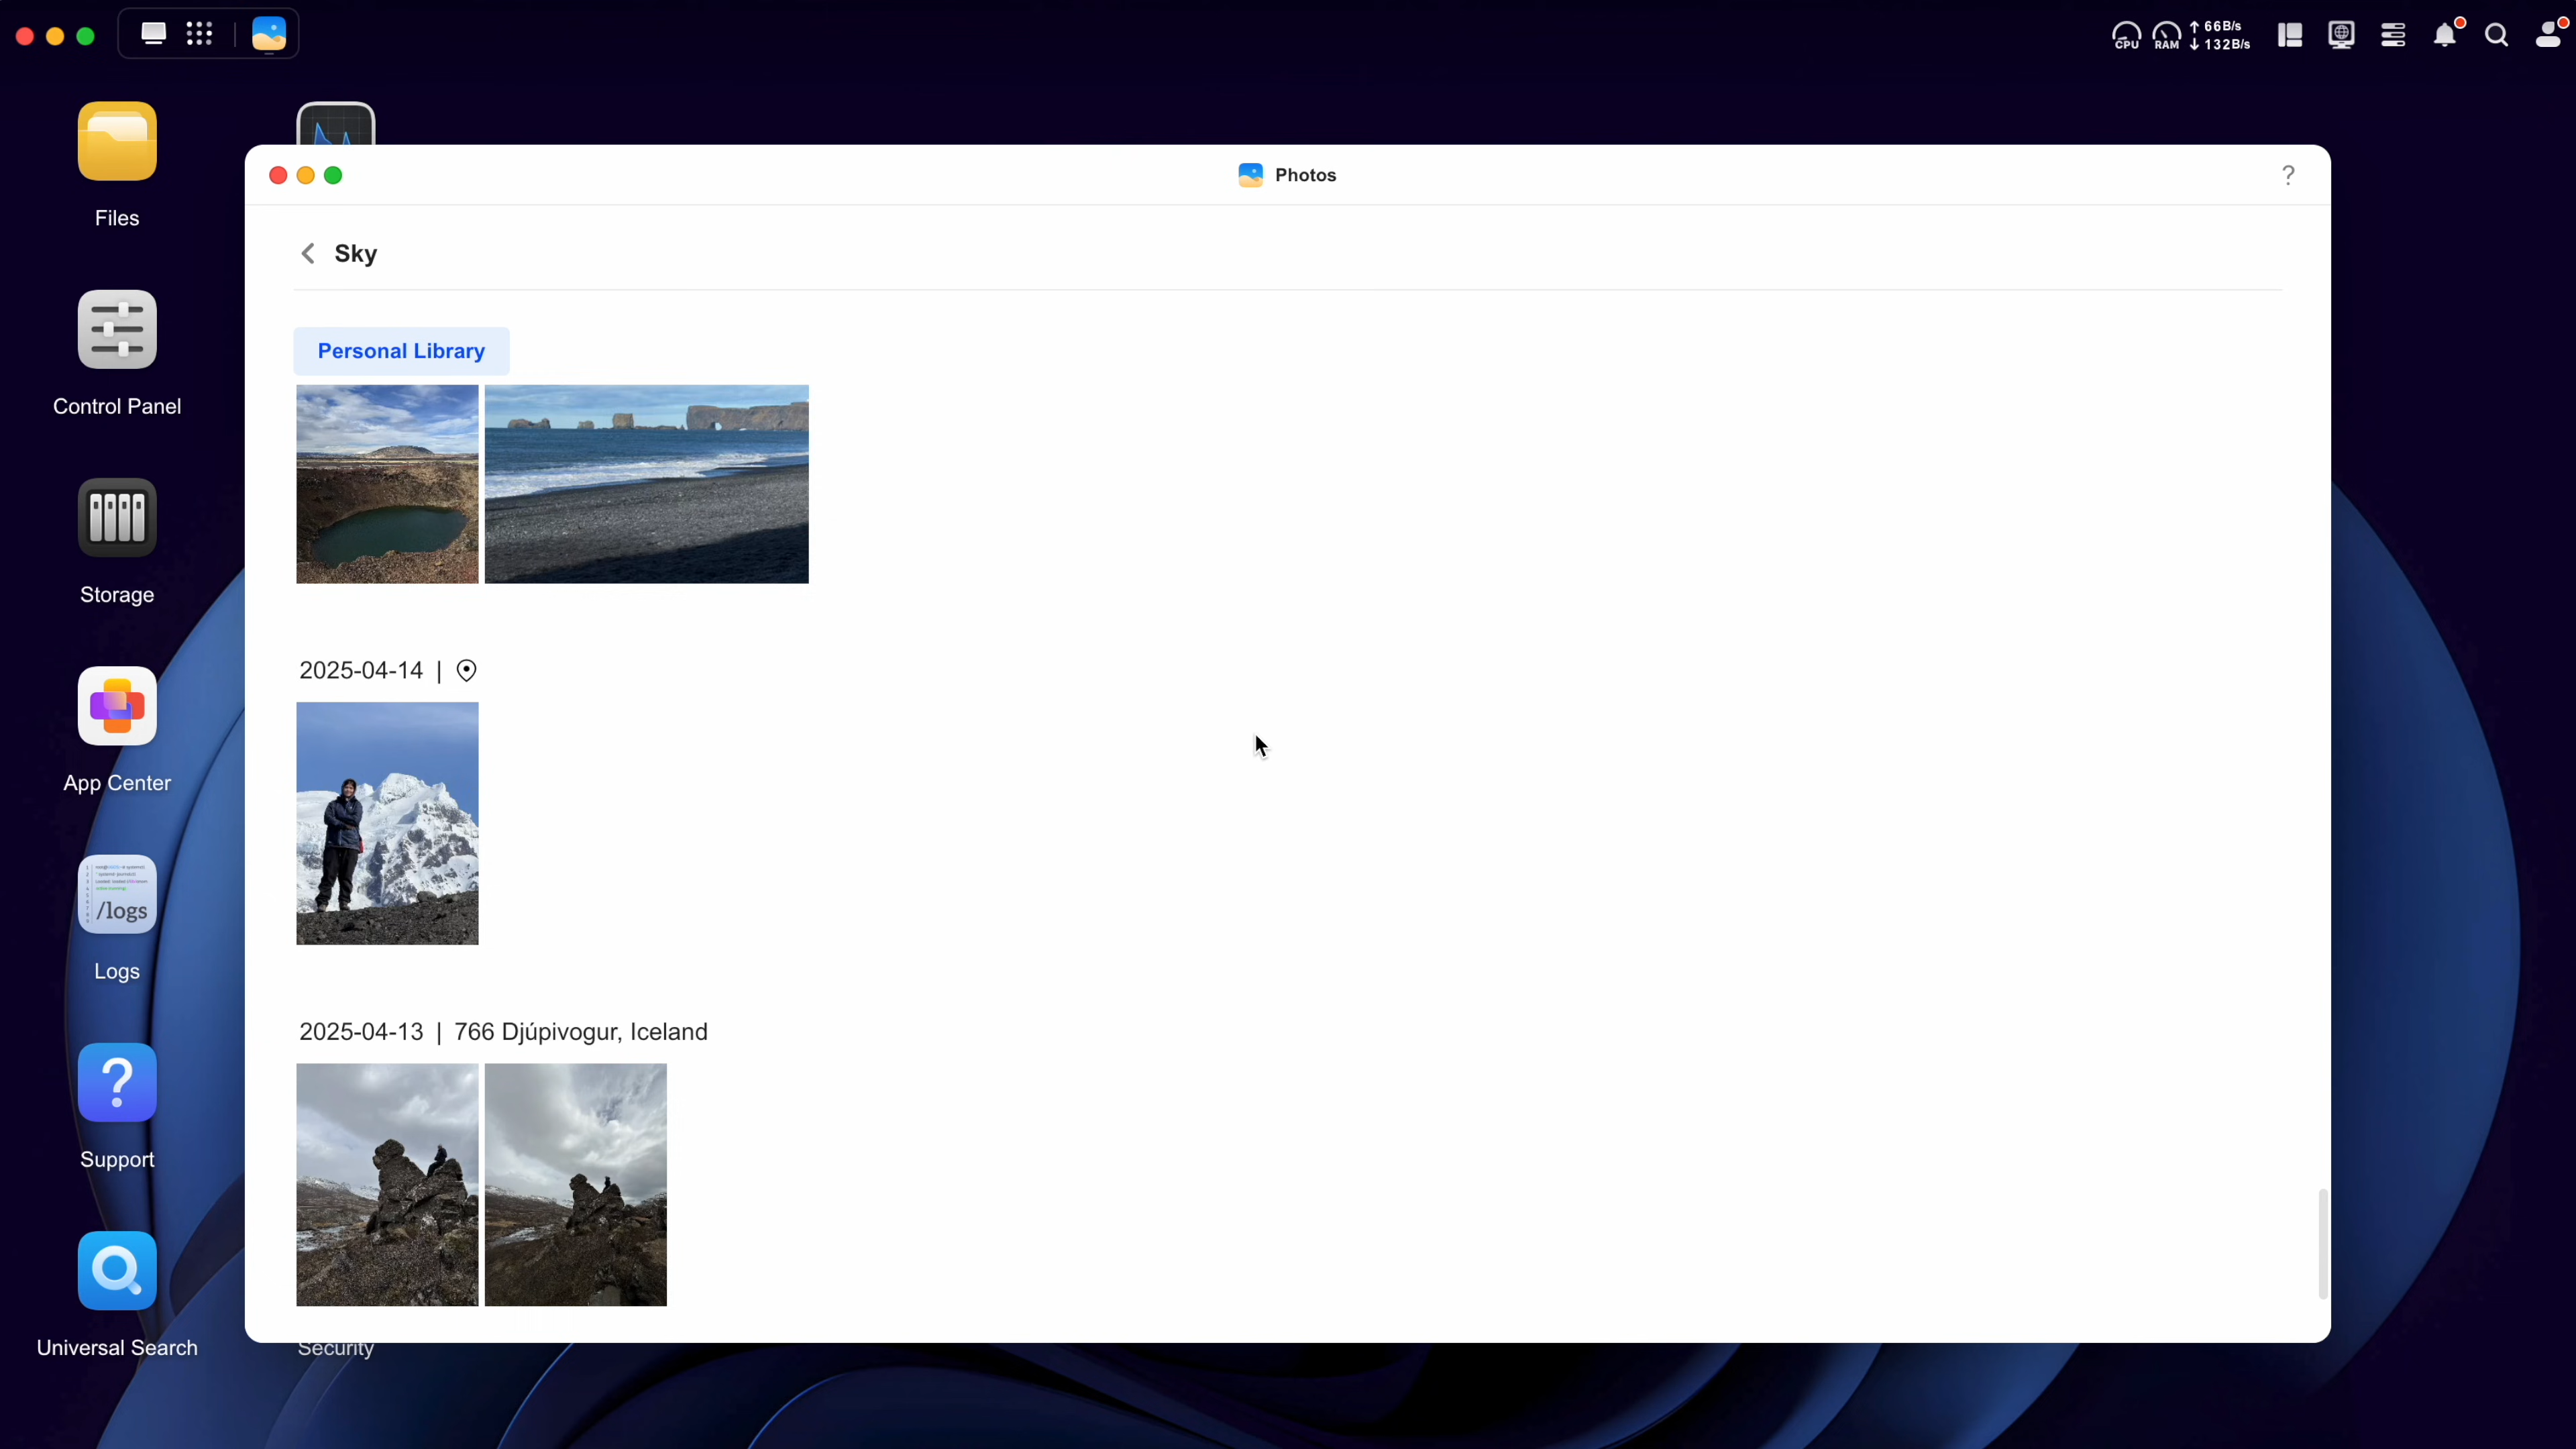 CPU
RAM
66B/s
132B/s
Files
Control Panel
Storage
App Center
/logs
Logs
?
Support
Universal Search
Security
Photos
?
Sky
Personal Library
2025-04-14 |
2025-04-13 | 766 Djúpivogur, Iceland